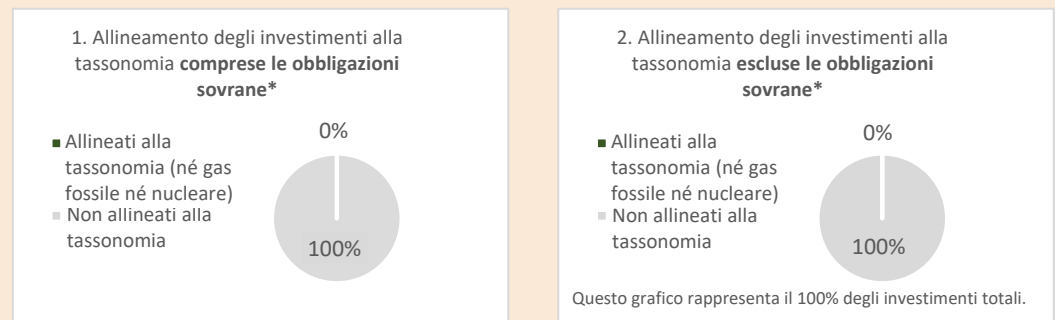 1. Allineamento degli investimenti alla
tassonomia comprese le obbligazioni
sovrane*
0%
Allineati alla
tassonomia (né gas
fossile né nucleare)
Non allineati alla
tassonomia
100%
2. Allineamento degli investimenti alla
tassonomia escluse le obbligazioni
sovrane*
0%
Allineati alla
tassonomia (né gas
fossile né nucleare)
Non allineati alla
tassonomia
100%
Questo grafico rappresenta il 100% degli investimenti totali.